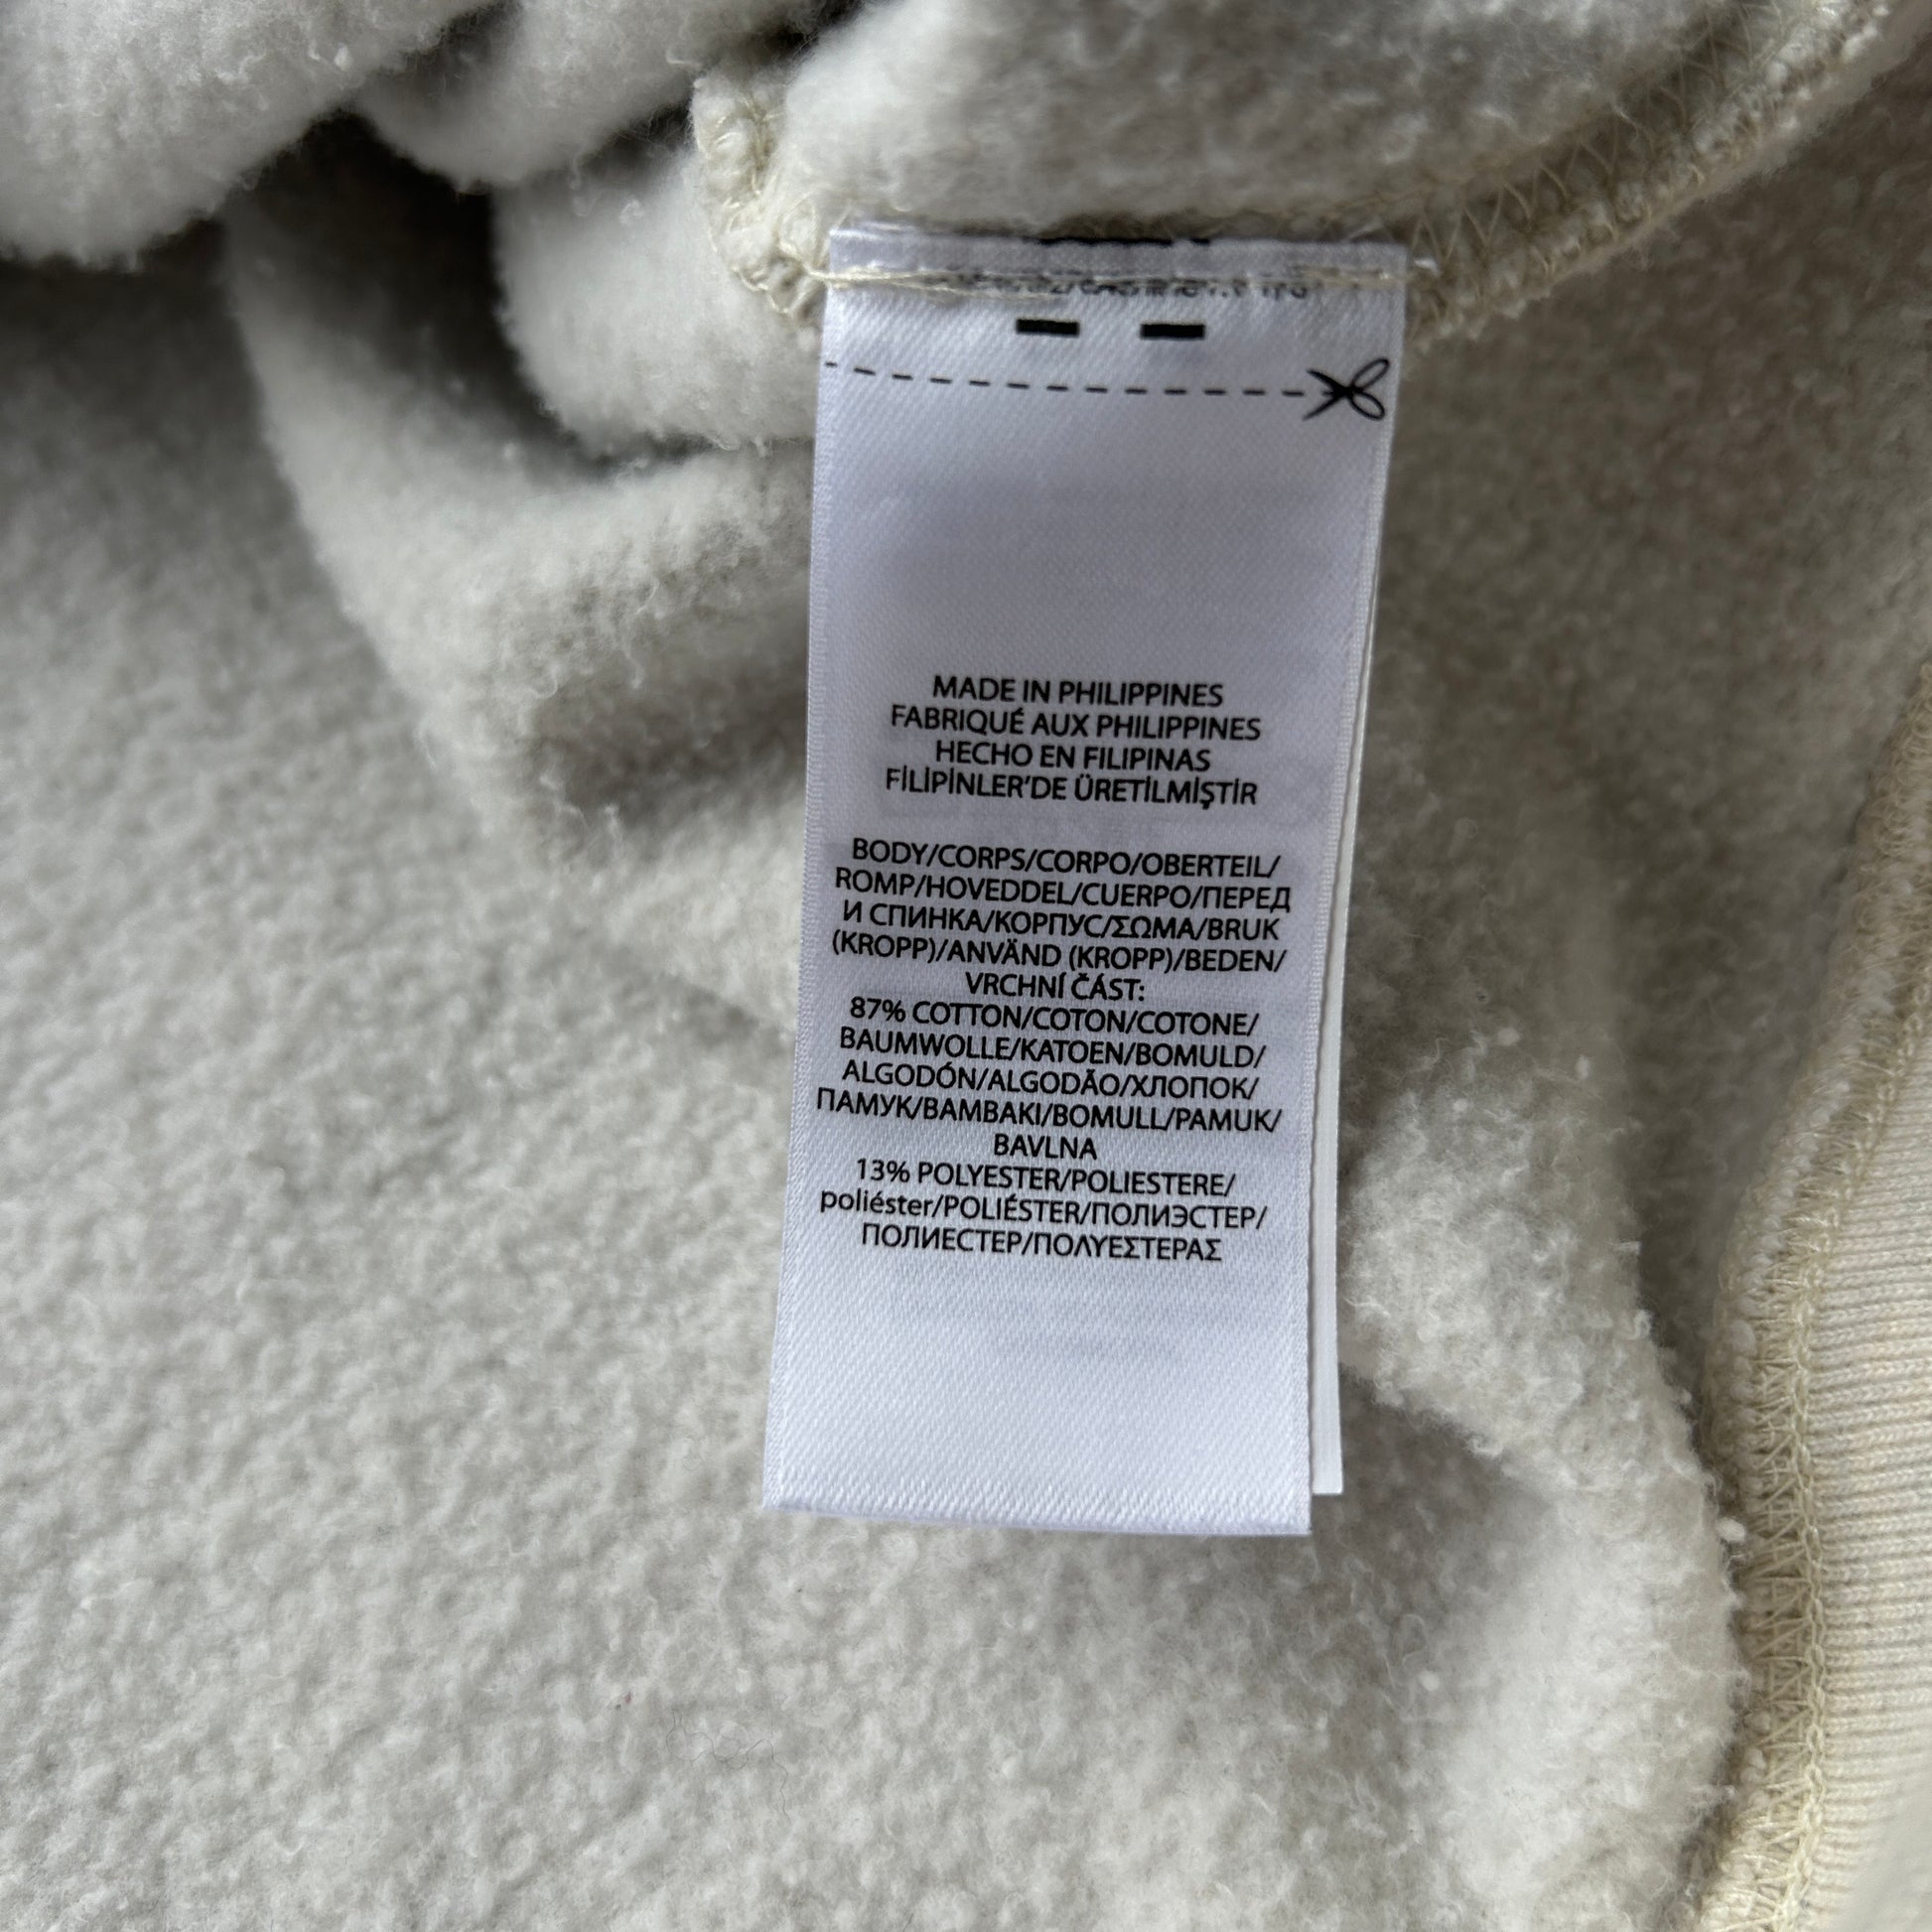 MADE IN PHILIPPINES
FABRIQUÉ AUX PHILIPPINES
HECHO EN FILIPINAS
FİLİPİNLER'DE ÜRETİLMİŞTİR
BODY/CORPS/CORPO/OBERTEIL/
ROMP/HOVEDDEL/CUERPO/ПЕРЕД
И СПИНКА/КОРПУС/ΣΩΜΑ/BRUK
(KROPP)/ANVÄND (KROPP)/BEDEN/
VRCHNÍ ČÁST:
87% COTTON/COTON/COTONE/
BAUMWOLLE/KATOEN/BOMULD/
ALGODÓN/ALGODÃO/ХЛОПОК/
ПАМУК/ΒΑΜΒΑΚΙ/BOMULL/PAMUK/
BAVLNA
13% POLYESTER/POLIESTERE/
poliéster/POLIÉSTER/ПОЛИЭСТЕР/
ПОЛИЕСТЕР/ΠΟΛΥΕΣΤΕΡΑΣ